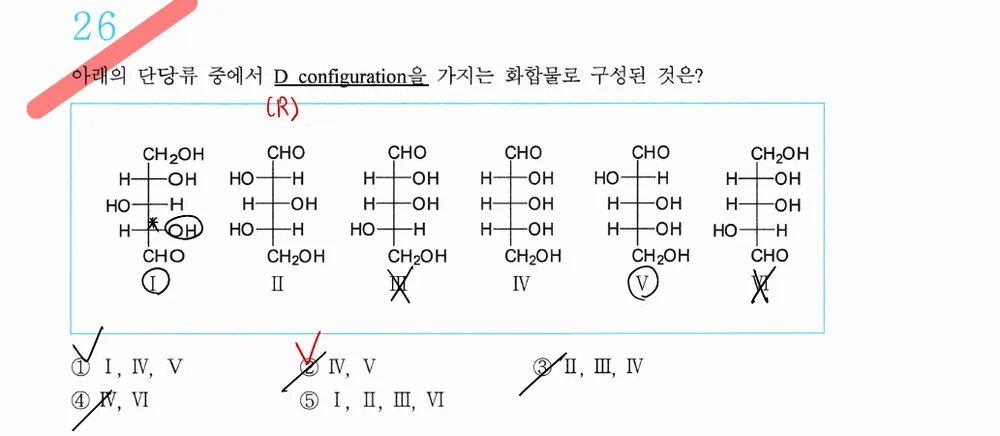 26
아래의 단당류 중에서 D configuration을 가지는 화합물로 구성된 것은?
(R)
CH₂OH CHO CHO CHO CHO CH₂OH
H OH HO H H OH H OH HO H H OH
HO H H OH H OH H OH H OH H OH
H * OH HO H HO H H OH H OH HO H
CHO CH₂OH CH₂OH CH₂OH CH₂OH CHO
Ⅰ Ⅱ Ⅲ Ⅳ Ⅴ Ⅵ
① Ⅰ, Ⅳ, Ⅴ ② Ⅳ, Ⅴ ③ Ⅱ, Ⅲ, Ⅳ
④ Ⅳ, Ⅵ ⑤ Ⅰ, Ⅱ, Ⅲ, Ⅵ